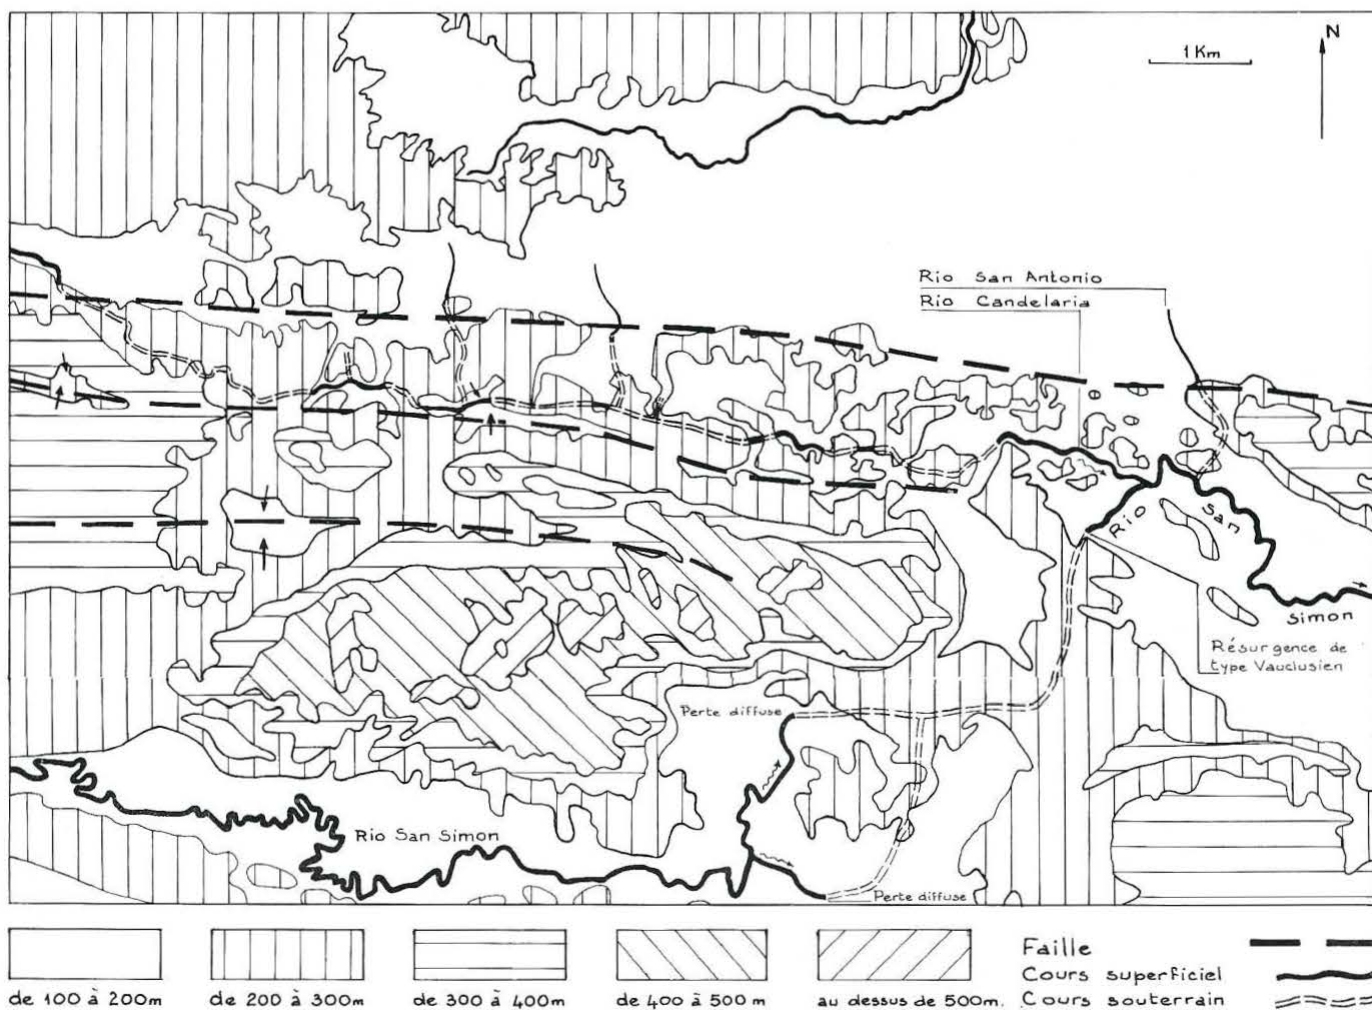 N
1 Km
Rio San Antonio
Rio Candelaria
Rio San
Simon
Résurgence de
type Vauclusien
Perte diffuse
Rio San Simon
Perte diffuse
de 100 à 200m
de 200 à 300m
de 300 à 400m
de 400 à 500 m
au dessus de 500m.
Faille
Cours superficiel
Cours souterrain